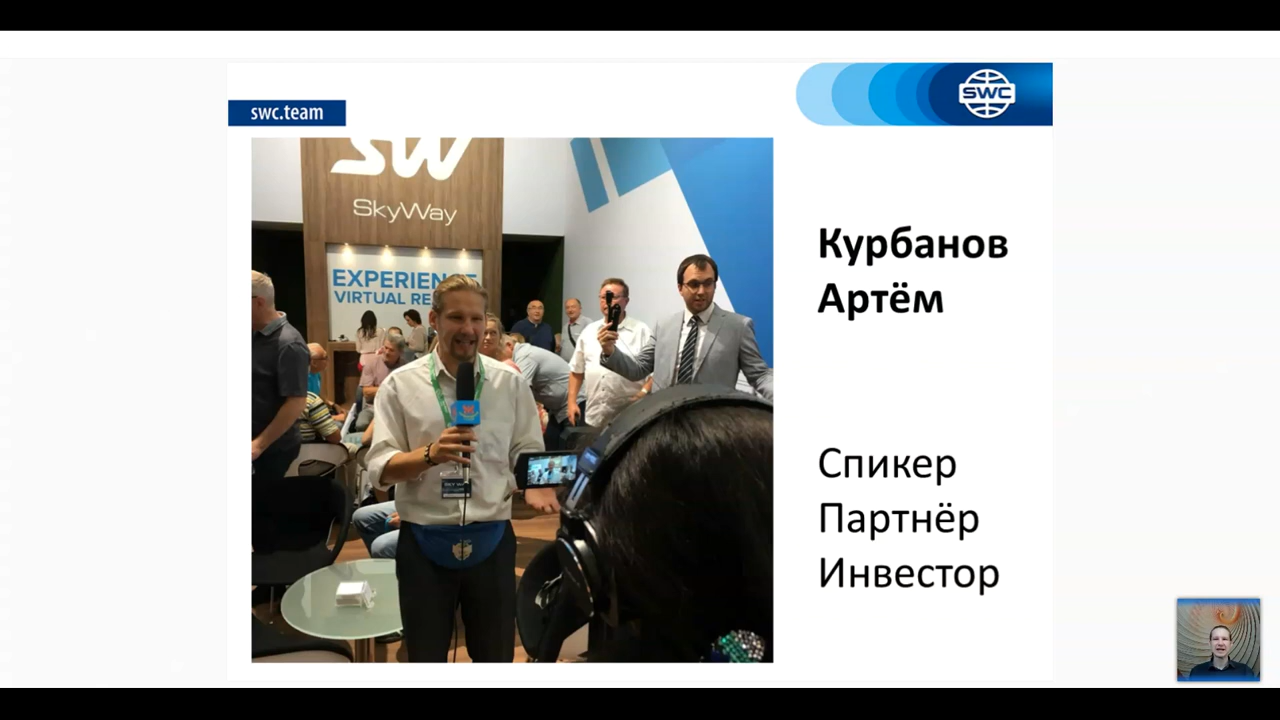 swc.team
SWC
SW
SkyWay
EXPERIENCE
VIRTUAL RE
Курбанов
Артём
Спикер
Партнёр
Инвестор